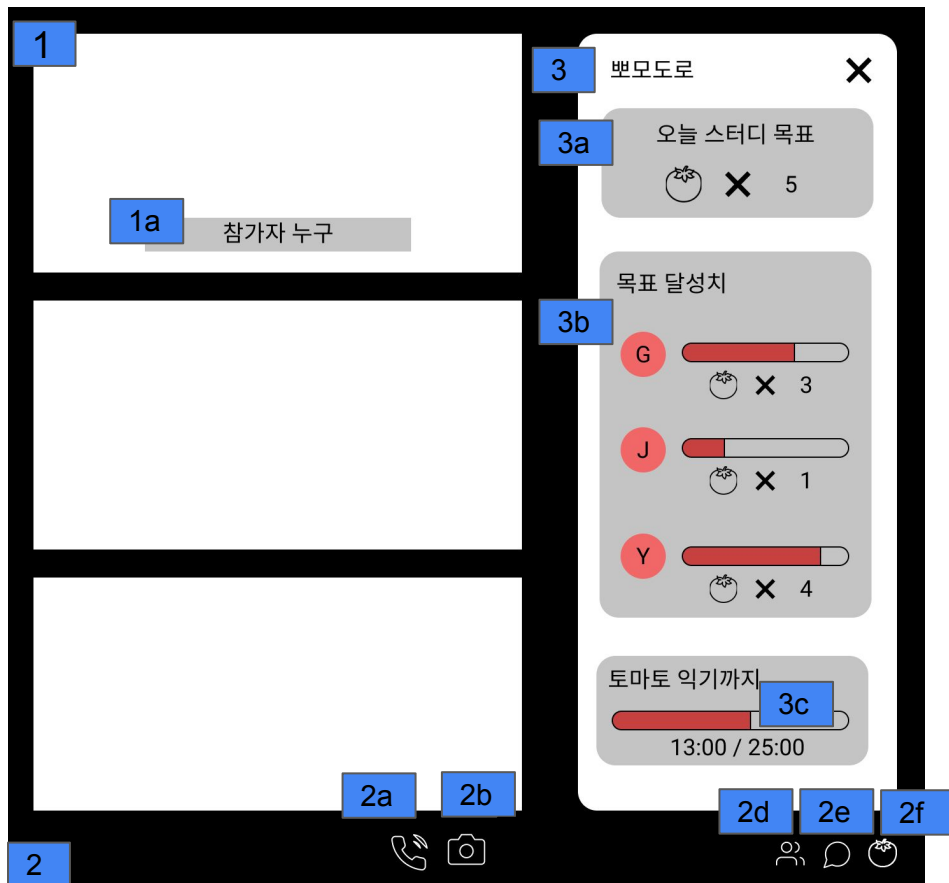 1
1a
참가자 누구
3
뽀모도로
3a
오늘 스터디 목표
5
목표 달성치
3b
G
3
J
1
Y
4
토마토 익기까지
3c
13:00 / 25:00
2a
2b
2d
2e
2f
2